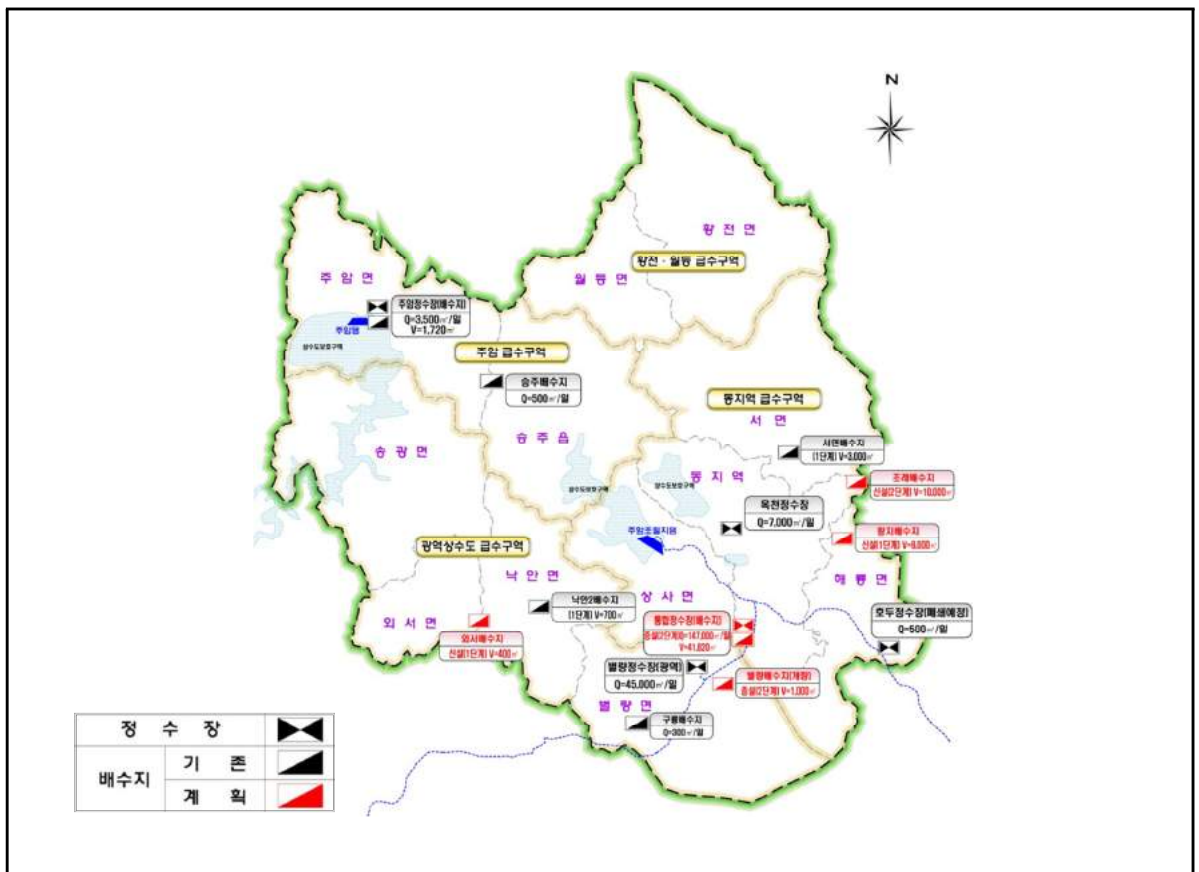 N
황 전 면
황전 · 월등 급수구역
월 등 면
주 암 면
주암정수장(배수지)
Q=3,500㎥/일
V=1,720㎥
주암댐
상수도보호구역
주암 급수구역
승주배수지
Q=500㎥/일
동지역 급수구역
서 면
서면배수지
(1단계) V=3,000㎥
송 광 면
승 주 읍
동 지 역
조례배수지
신설(2단계) V=10,000㎥
상수도보호구역
상수도보호구역
옥천정수장
Q=7,000㎥/일
주암조절지댐
왕지배수지
광역상수도 급수구역
낙 안 면
해 룡 면
상 사 면
낙안2배수지
(1단계) V=700㎥
외 서 면
외서배수지
신설(1단계) V=400㎥
통합정수장(배수지)
증설(2단계)Q=147,000㎥/일
V=41,820㎥
호두정수장(폐쇄예정)
Q=500㎥/일
별량정수장(광역)
Q=45,000㎥/일
별량배수지(개량)
증설(2단계) V=1,000㎥
별 량 면
구룡배수지
Q=300㎥/일
정 수 장
배수지
기 존
계 획